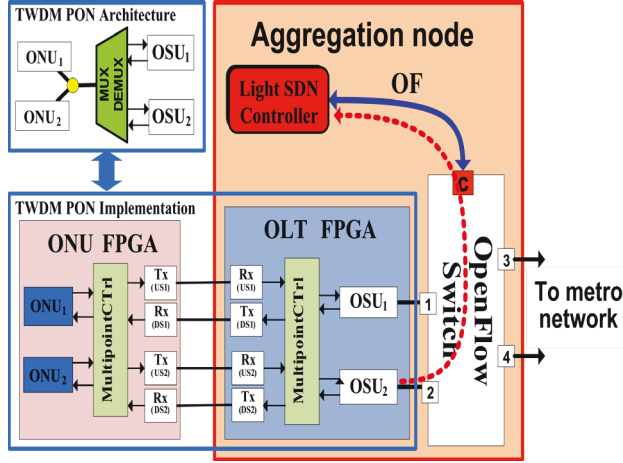 TWDM PON Architecture
ONU1
ONU2
MUX
DEMUX
OSU1
OSU2
Aggregation node
Light SDN
Controller
OF
C
TWDM PON Implementation
ONU FPGA
OLT FPGA
ONU1
ONU2
MultipointCTrl
Tx
(US1)
Rx
(DS1)
Tx
(US2)
Rx
(DS2)
Rx
(US1)
Tx
(DS1)
Rx
(US2)
Tx
(DS2)
MultipointCTrl
OSU1
OSU2
1
2
OpenFlow
Switch
3
4
To metro
network